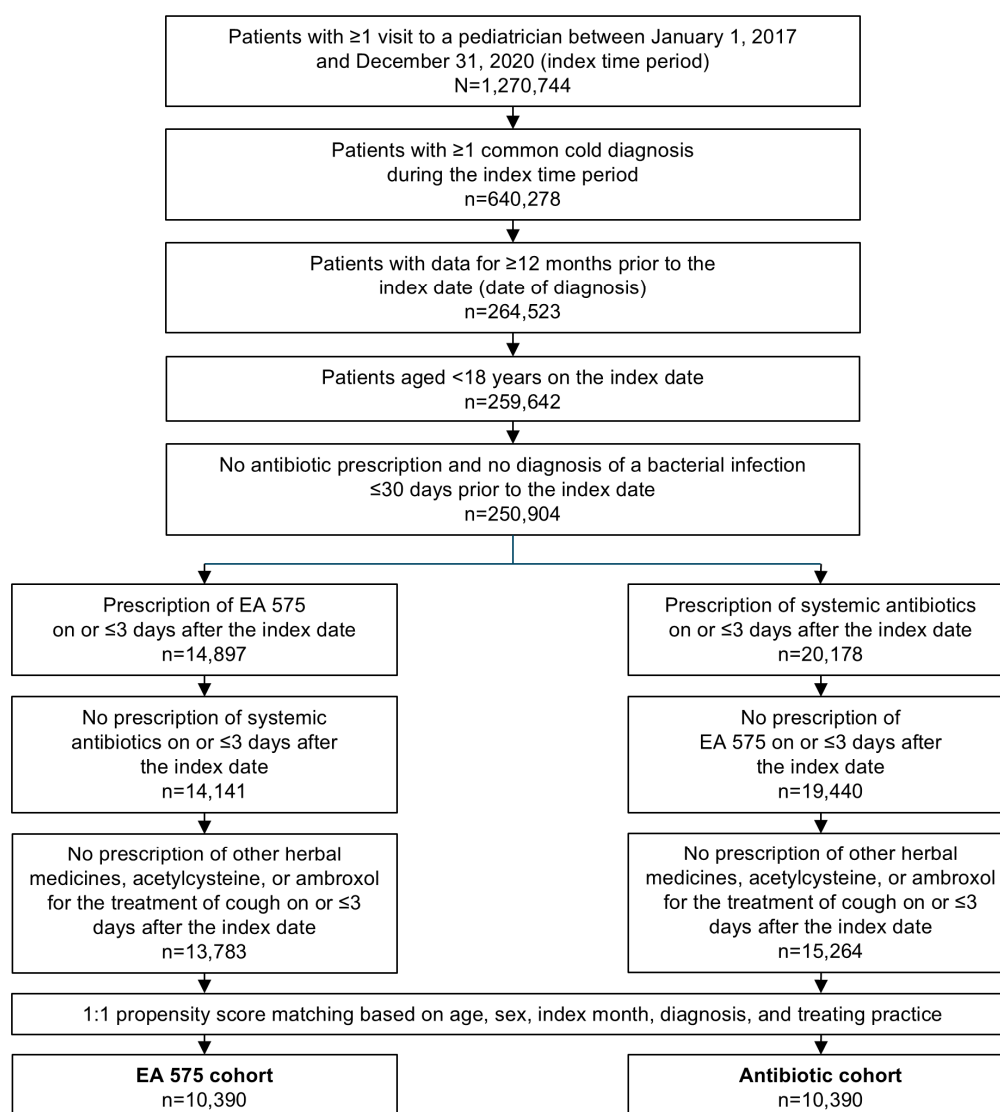 Patients with ≥1 visit to a pediatrician between January 1, 2017
and December 31, 2020 (index time period)
N=1,270,744
Patients with ≥1 common cold diagnosis
during the index time period
n=640,278
Patients with data for ≥12 months prior to the
index date (date of diagnosis)
n=264,523
Patients aged <18 years on the index date
n=259,642
No antibiotic prescription and no diagnosis of a bacterial infection
≤30 days prior to the index date
n=250,904
Prescription of EA 575
on or ≤3 days after the index date
n=14,897
Prescription of systemic antibiotics
on or ≤3 days after the index date
n=20,178
No prescription of systemic
antibiotics on or ≤3 days after
the index date
n=14,141
No prescription of
EA 575 on or ≤3 days after
the index date
n=19,440
No prescription of other herbal
medicines, acetylcysteine, or ambroxol
for the treatment of cough on or ≤3
days after the index date
n=13,783
No prescription of other herbal
medicines, acetylcysteine, or ambroxol
for the treatment of cough on or ≤3
days after the index date
n=15,264
1:1 propensity score matching based on age, sex, index month, diagnosis, and treating practice
EA 575 cohort
n=10,390
Antibiotic cohort
n=10,390